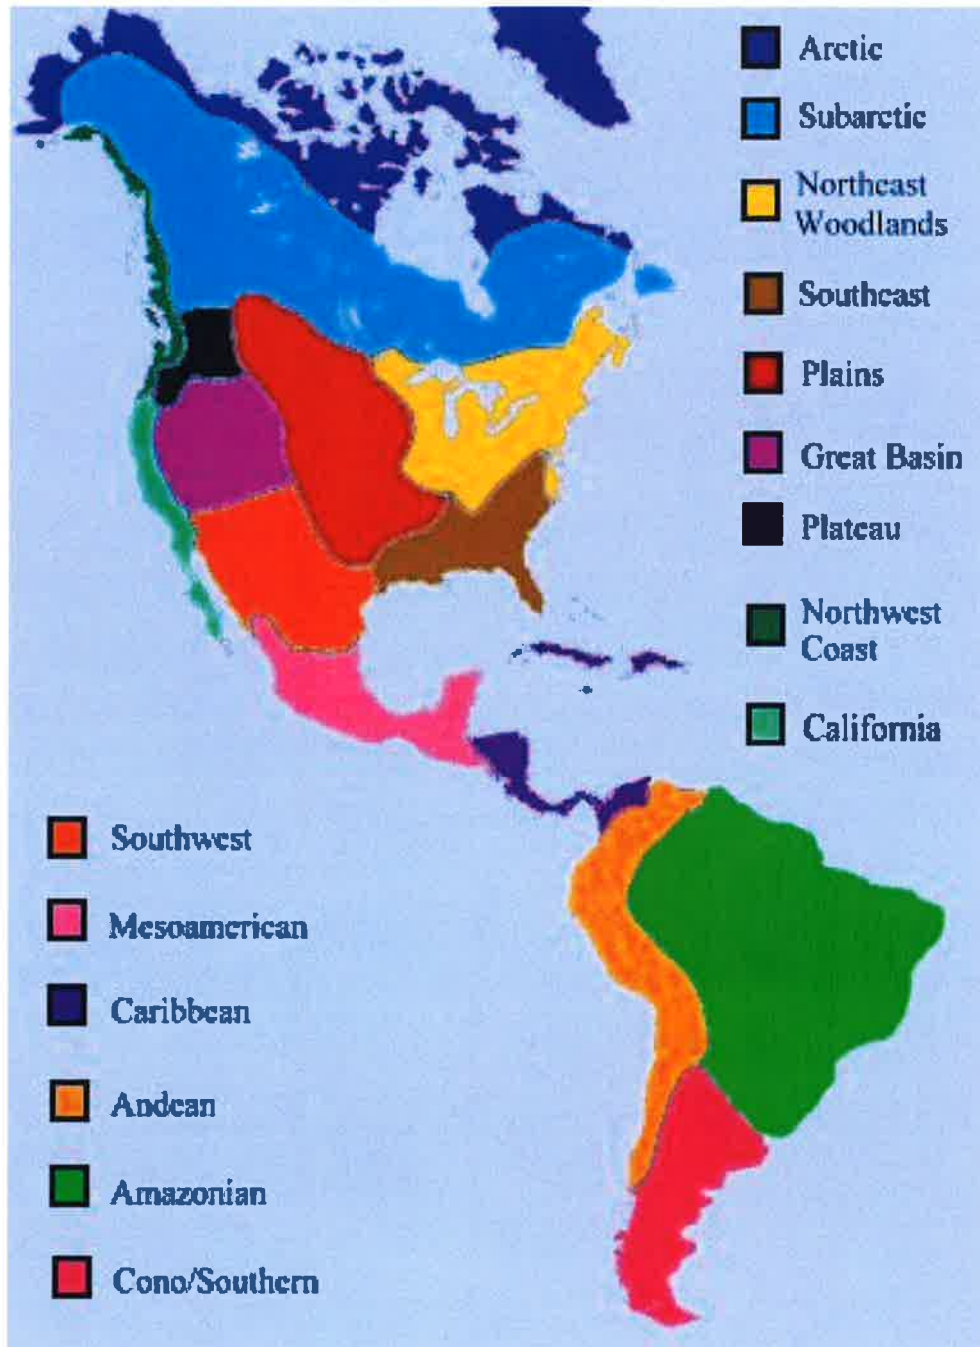 Arctic
Subarctic
Northeast
Woodlands
Southeast
Plains
Great Basin
Plateau
Northwest
Coast
California
Southwest
Mesoamerican
Caribbean
Andean
Amazonian
Cono/Southern